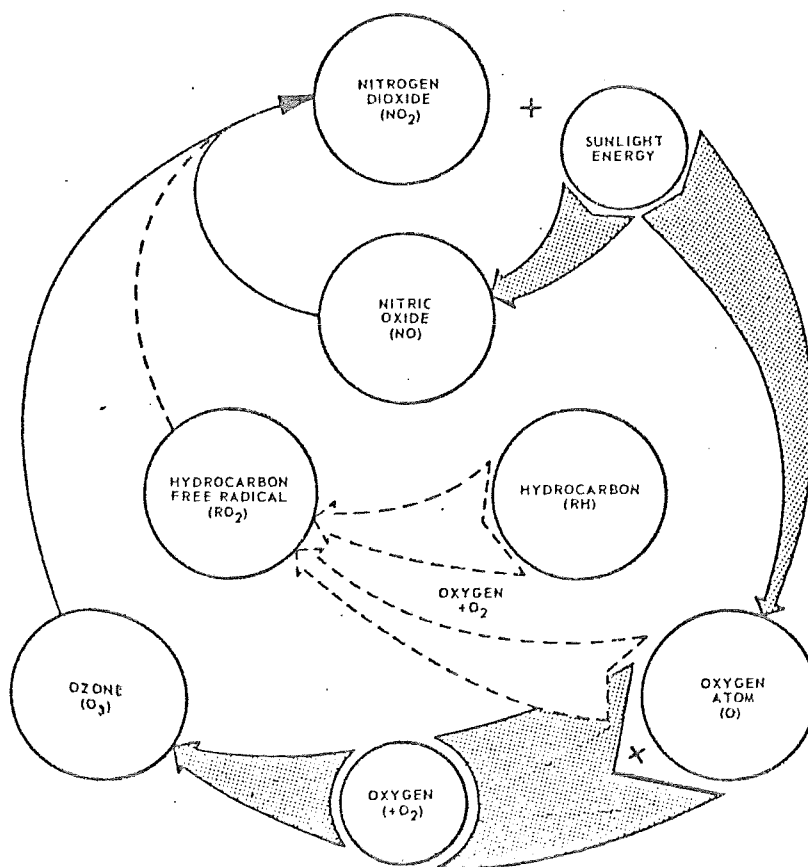 NITROGEN
DIOXIDE
(NO₂)
+
SUNLIGHT
ENERGY
NITRIC
OXIDE
(NO)
HYDROCARBON
FREE RADICAL
(RO₂)
HYDROCARBON
(RH)
OXYGEN
+O₂
OZONE
(O₃)
OXYGEN
ATOM
(O)
×
OXYGEN
(+O₂)